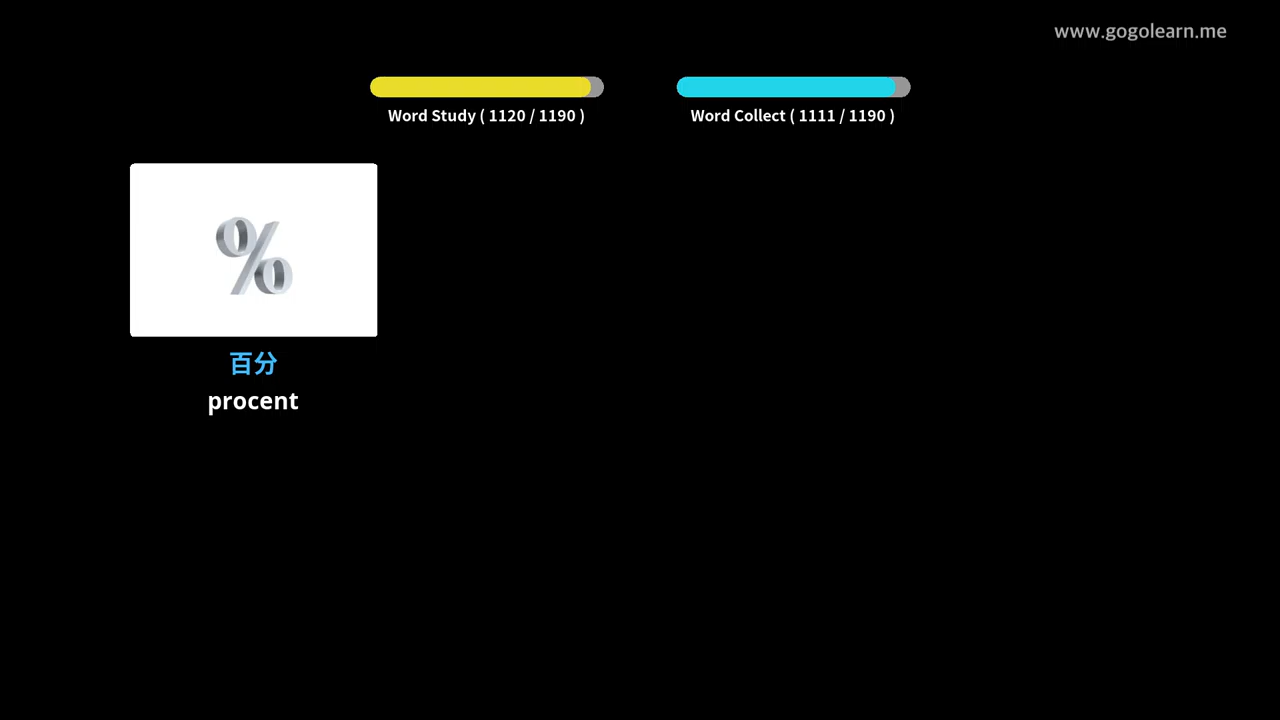 www.gogolearn.me
Word Study ( 1120 / 1190 )
Word Collect ( 1111 / 1190 )
%
百分
procent